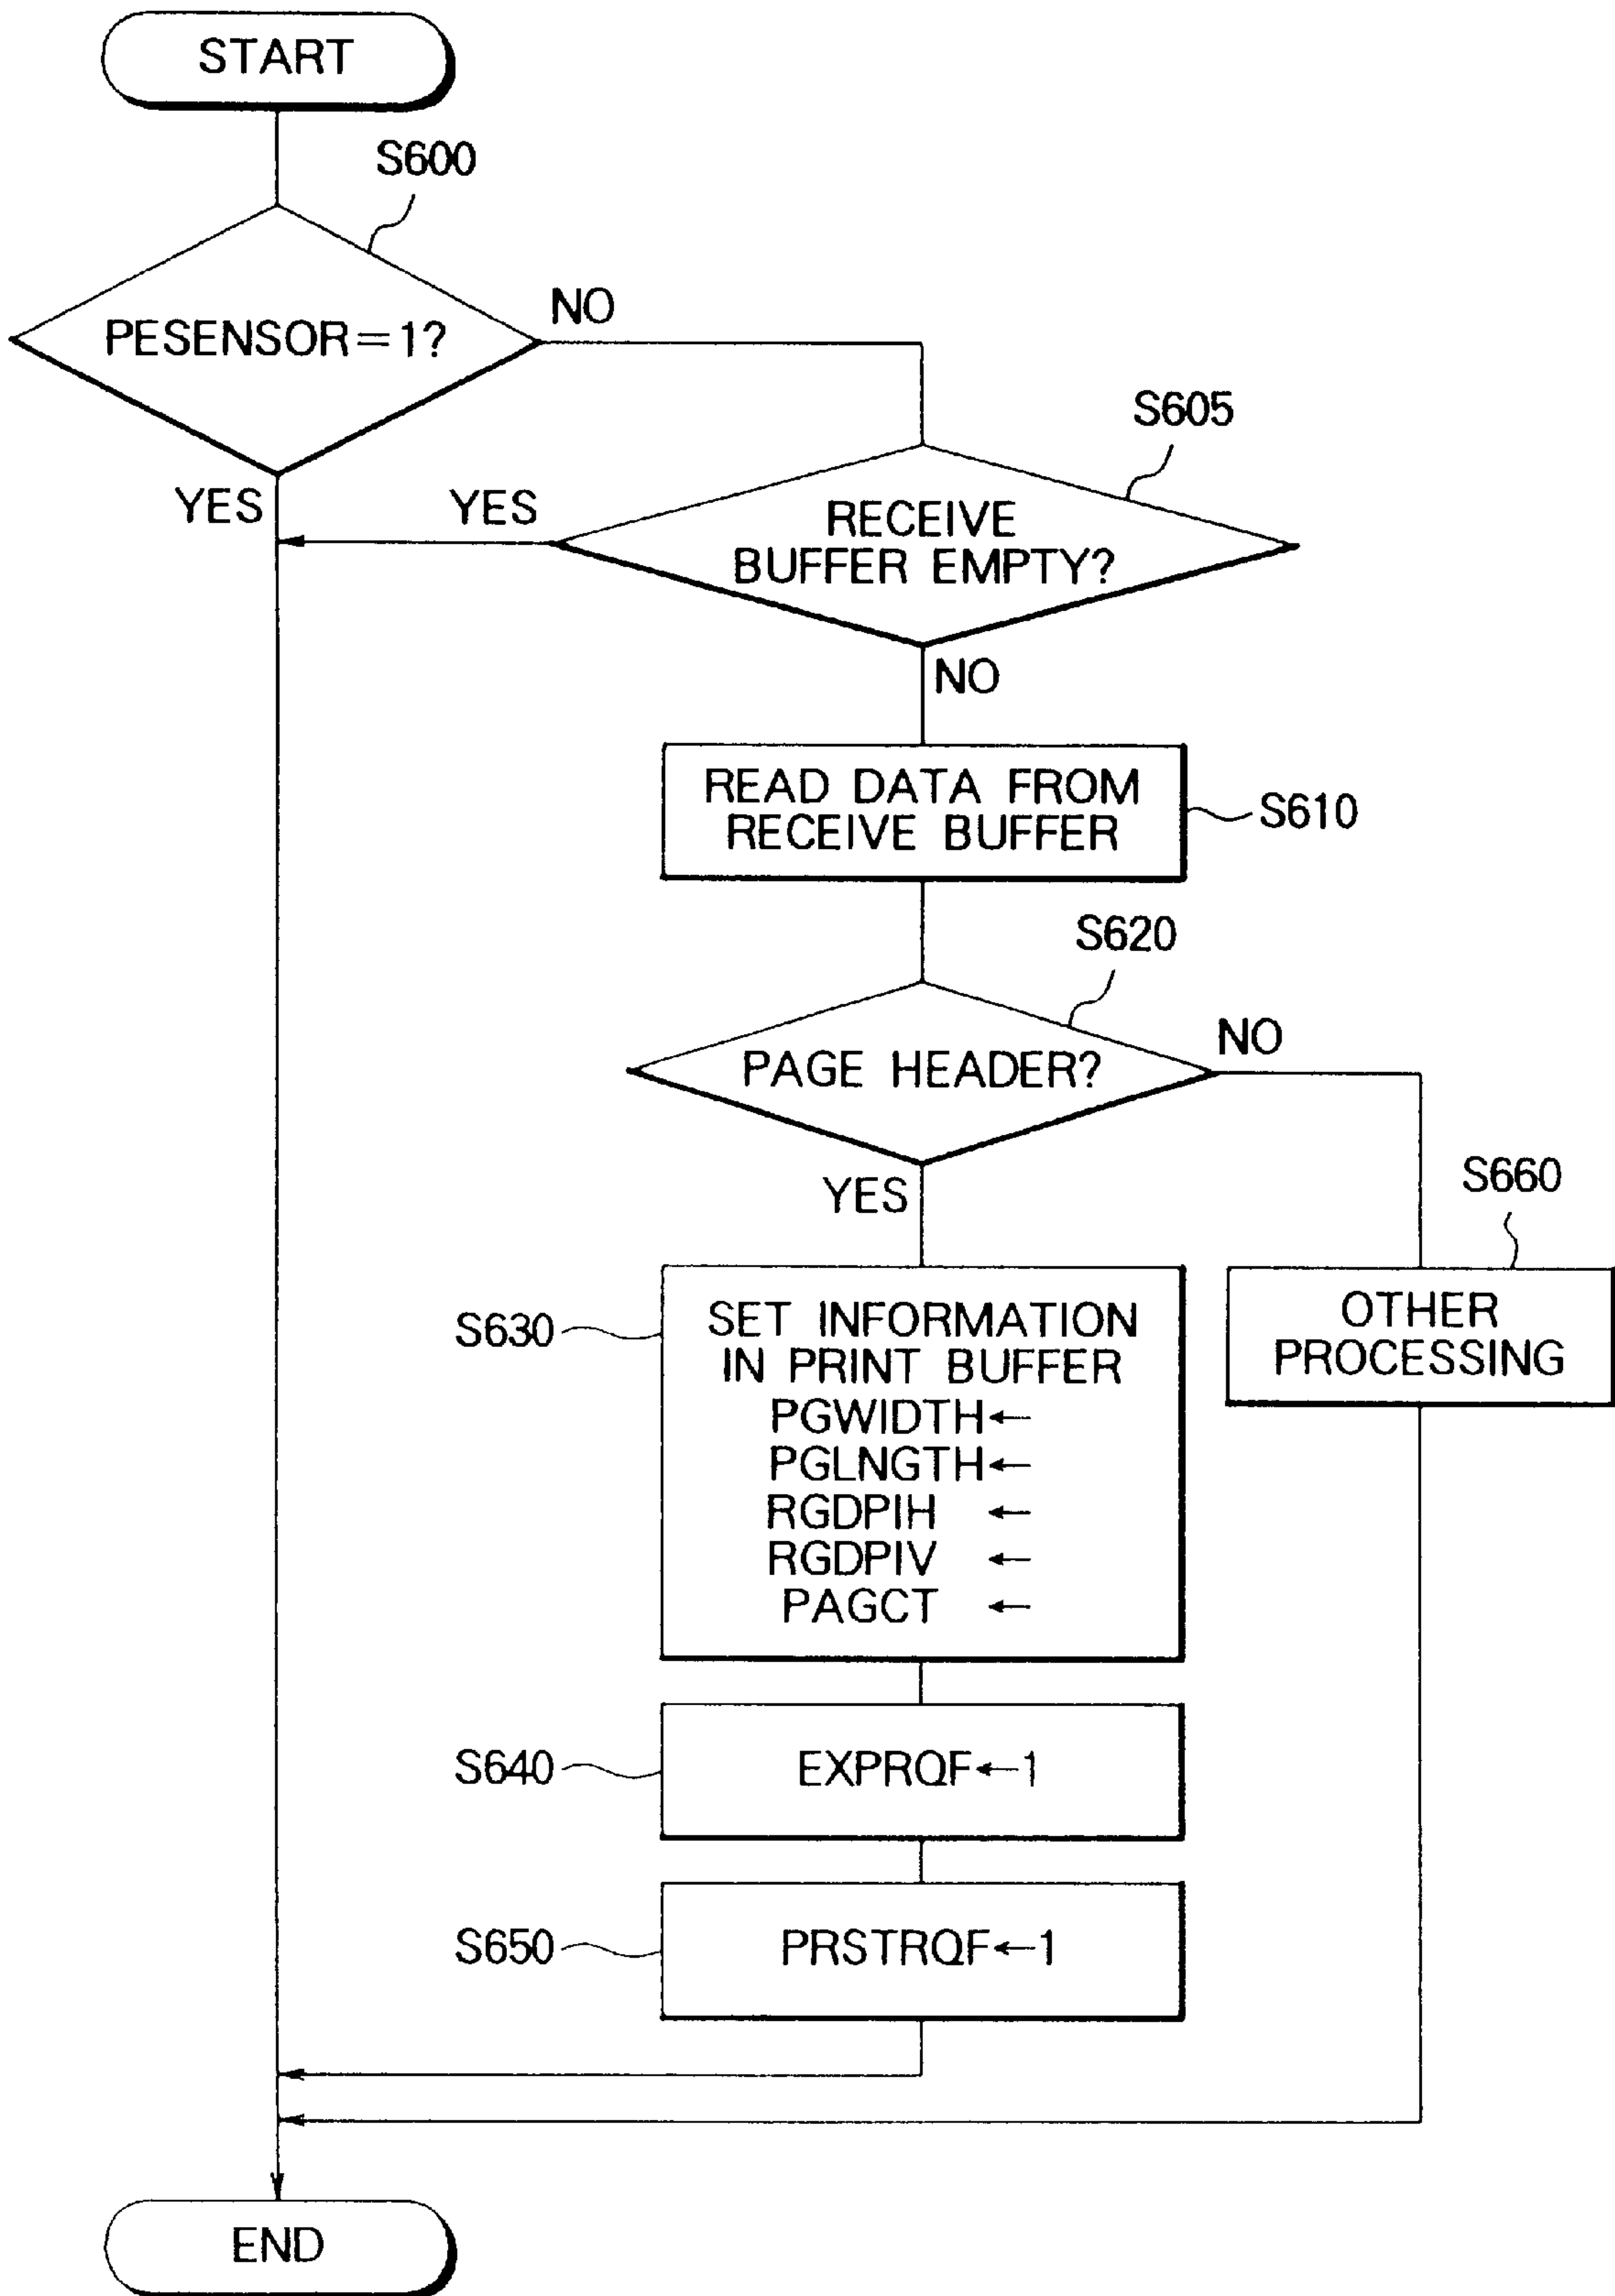 START
S600
PESENSOR=1?
NO
YES
S605
YES
RECEIVE
BUFFER EMPTY?
NO
READ DATA FROM
RECEIVE BUFFER
S610
S620
PAGE HEADER?
NO
YES
S660
OTHER
PROCESSING
S630
SET INFORMATION
IN PRINT BUFFER
PGWIDTH←
PGLNGTH←
RGDPIH ←
RGDPIV ←
PAGCT ←
S640
EXPRQF←1
S650
PRSTRQF←1
END